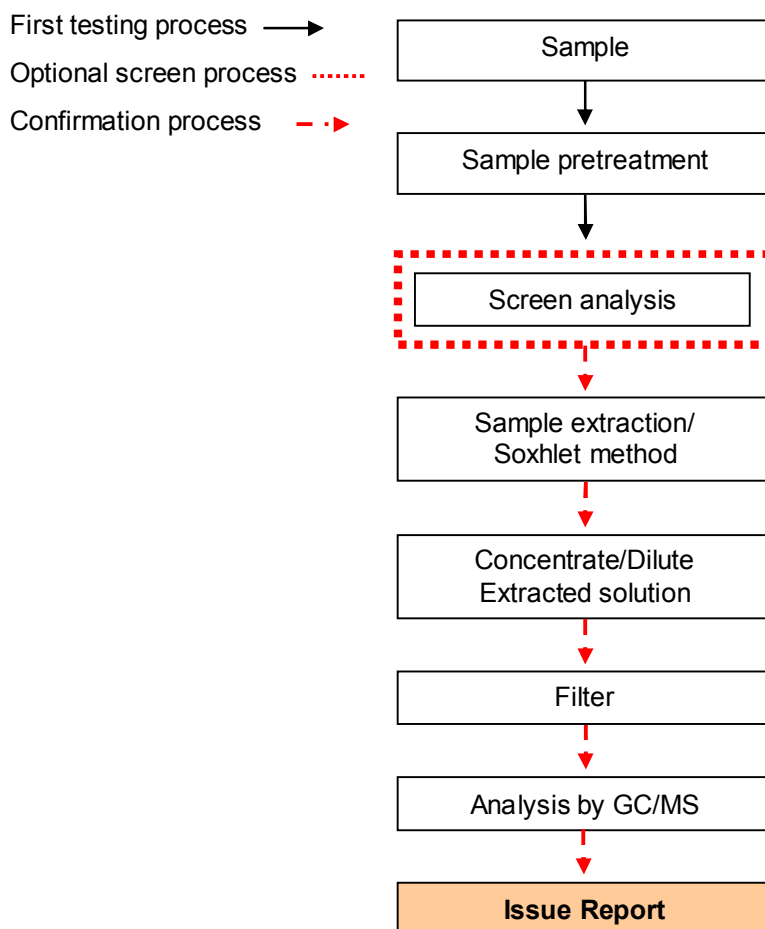 First testing process
Optional screen process
Confirmation process
Sample
Sample pretreatment
Screen analysis
Sample extraction/
Soxhlet method
Concentrate/Dilute
Extracted solution
Filter
Analysis by GC/MS
Issue Report